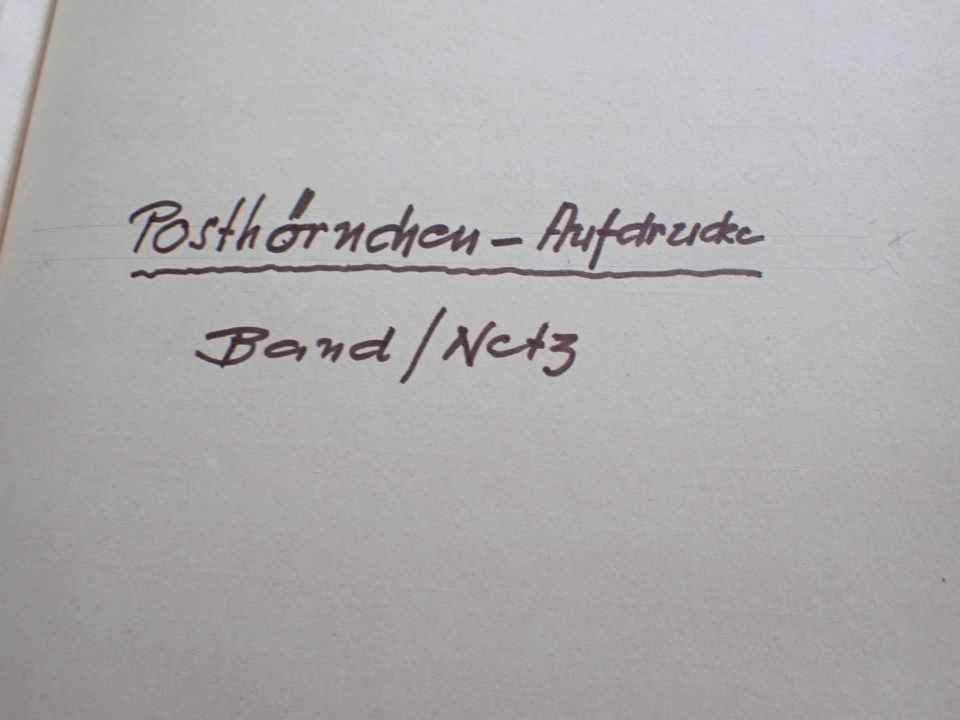 Posthörnchen - Aufdrucke
Band / Netz